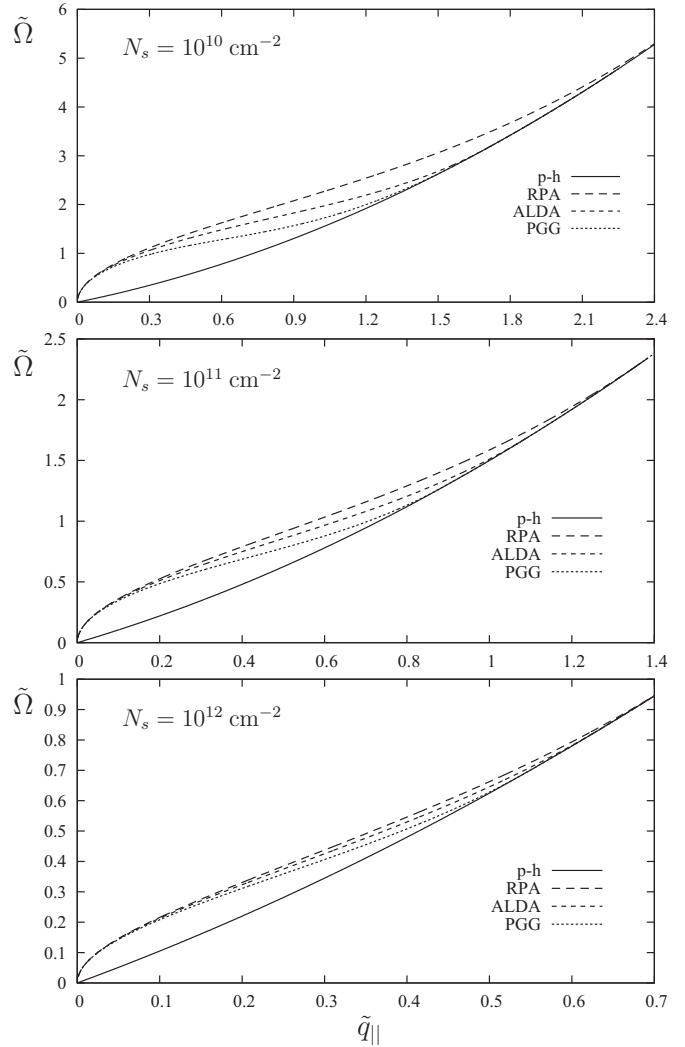 Ω̃
6
5
4
3
2
1
0
N_s = 10^{10} cm^{-2}
p-h
RPA
ALDA
PGG
0 0.3 0.6 0.9 1.2 1.5 1.8 2.1 2.4
Ω̃
2.5
2
1.5
1
0.5
0
N_s = 10^{11} cm^{-2}
p-h
RPA
ALDA
PGG
0 0.2 0.4 0.6 0.8 1 1.2 1.4
Ω̃
1
0.9
0.8
0.7
0.6
0.5
0.4
0.3
0.2
0.1
0
N_s = 10^{12} cm^{-2}
p-h
RPA
ALDA
PGG
0 0.1 0.2 0.3 0.4 0.5 0.6 0.7
q̃_{||}